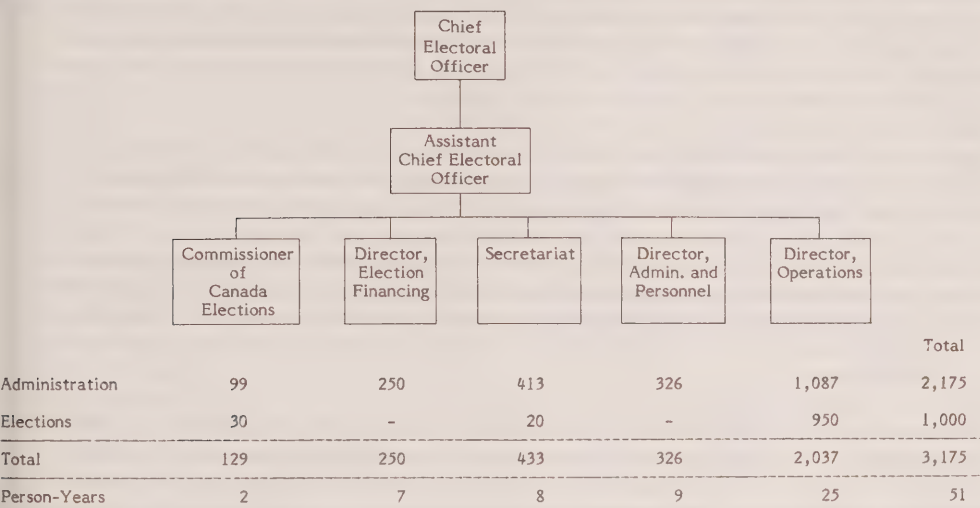 Chief
Electoral
Officer
Assistant
Chief Electoral
Officer
Commissioner
of
Canada
Elections
Director,
Election
Financing
Secretariat
Director,
Admin. and
Personnel
Director,
Operations
Total
Administration 99 250 413 326 1,087 2,175
Elections 30 - 20 - 950 1,000
Total 129 250 433 326 2,037 3,175
Person-Years 2 7 8 9 25 51